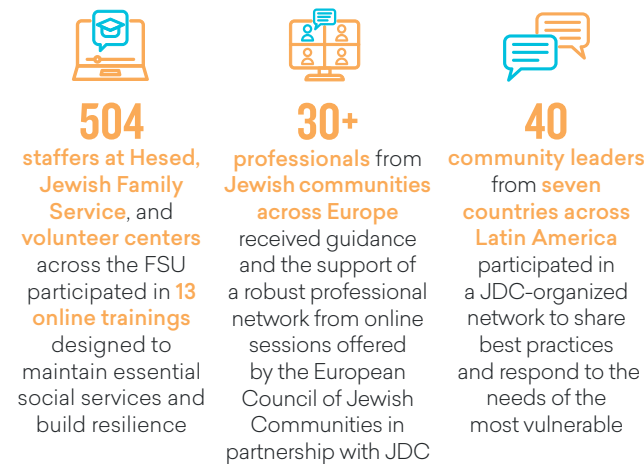 504
staffers at Hesed,
Jewish Family
Service, and
volunteer centers
across the FSU
participated in 13
online trainings
designed to
maintain essential
social services and
build resilience
30+
professionals from
Jewish communities
across Europe
received guidance
and the support of
a robust professional
network from online
sessions offered
by the European
Council of Jewish
Communities in
partnership with JDC
40
community leaders
from seven
countries across
Latin America
participated in
a JDC-organized
network to share
best practices
and respond to the
needs of the
most vulnerable